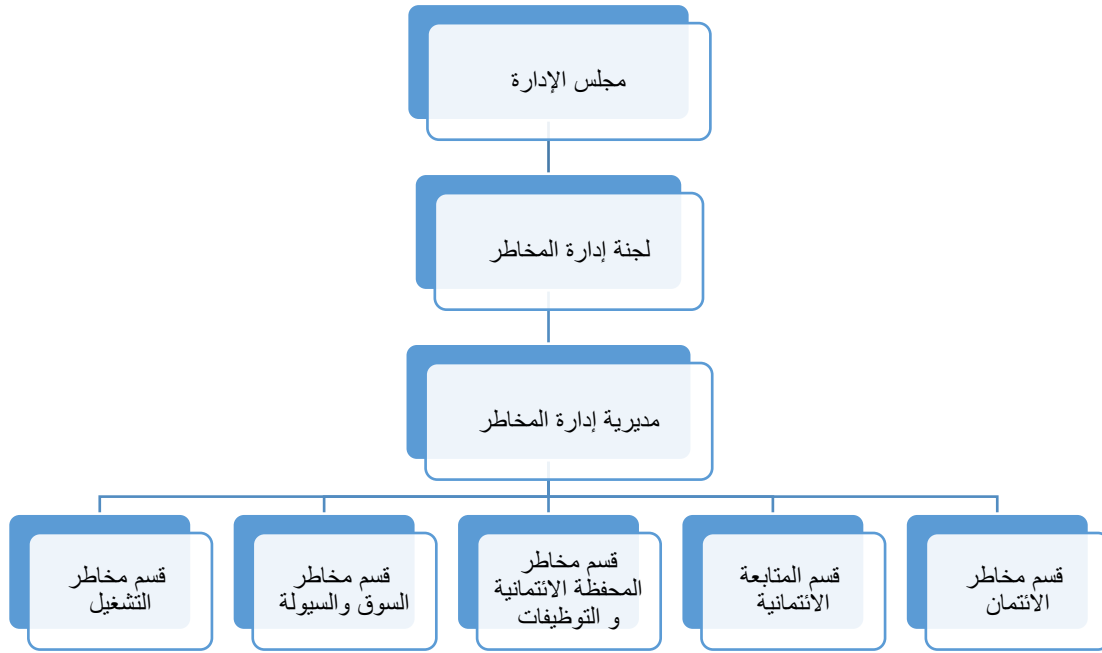 مجلس الإدارة
لجنة إدارة المخاطر
مديرية إدارة المخاطر
قسم مخاطر
الائتمان
قسم المتابعة
الائتمانية
قسم مخاطر
المحفظة الائتمانية
و التوظيفات
قسم مخاطر
السوق والسيولة
قسم مخاطر
التشغيل